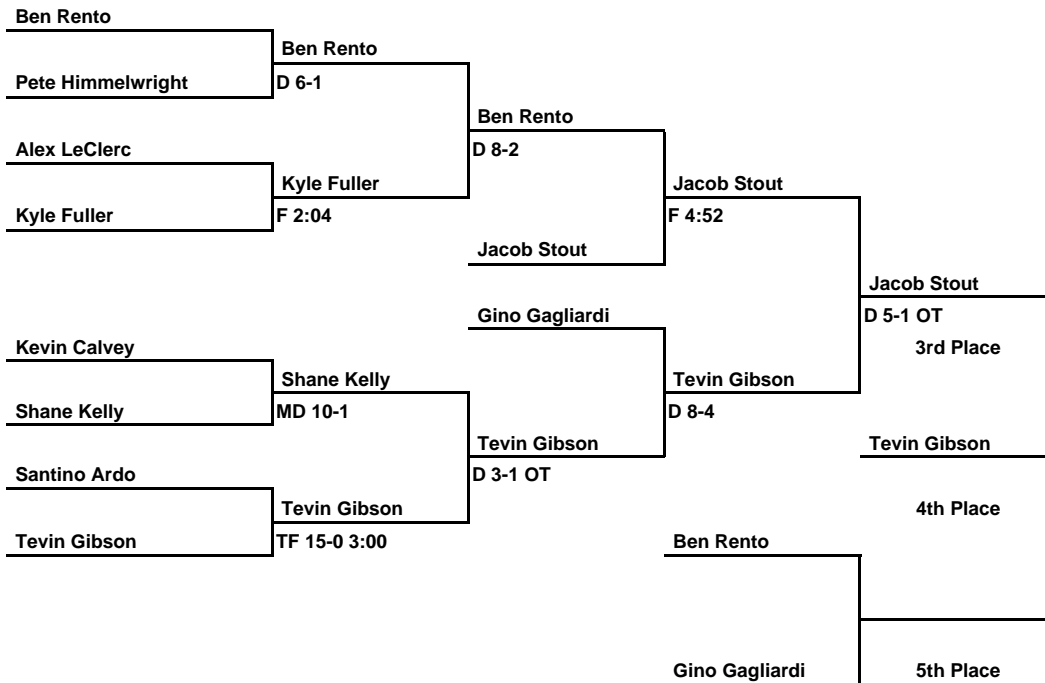 Ben Rento
Ben Rento
Pete Himmelwright
D 6-1
Ben Rento
Alex LeClerc
D 8-2
Kyle Fuller
Jacob Stout
Kyle Fuller
F 2:04
F 4:52
Jacob Stout
Jacob Stout
Gino Gagliardi
D 5-1 OT
Kevin Calvey
3rd Place
Shane Kelly
Tevin Gibson
Shane Kelly
MD 10-1
D 8-4
Tevin Gibson
Tevin Gibson
Santino Ardo
D 3-1 OT
Tevin Gibson
4th Place
Tevin Gibson
TF 15-0 3:00
Ben Rento
Gino Gagliardi
5th Place